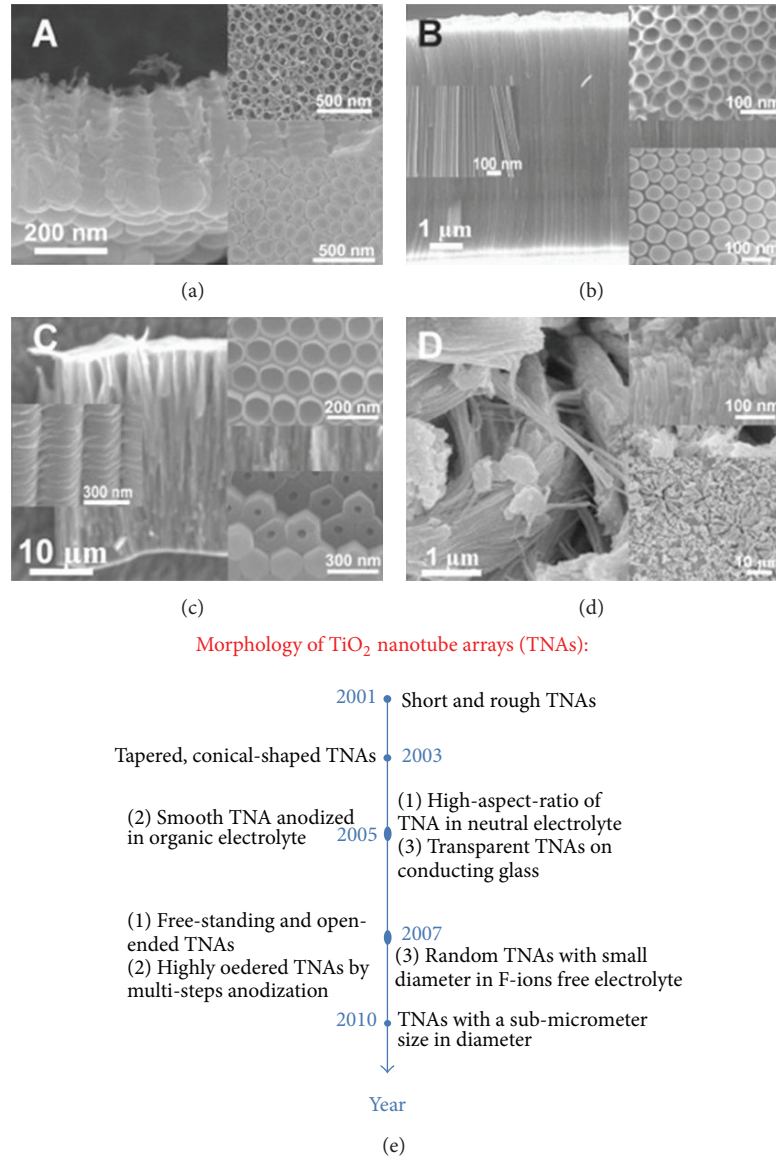 A
500 nm
500 nm
200 nm
(a)
B
100 nm
100 nm
100 nm
1 µm
(b)
C
200 nm
300 nm
300 nm
10 µm
(c)
D
100 nm
10 µm
1 µm
(d)
Morphology of TiO₂ nanotube arrays (TNAs):
2001
Short and rough TNAs
Tapered, conical-shaped TNAs
2003
(2) Smooth TNA anodized
in organic electrolyte
2005
(1) High-aspect-ratio of
TNA in neutral electrolyte
(3) Transparent TNAs on
conducting glass
(1) Free-standing and open-
ended TNAs
(2) Highly oedered TNAs by
multi-steps anodization
2007
(3) Random TNAs with small
diameter in F-ions free electrolyte
2010
TNAs with a sub-micrometer
size in diameter
Year
(e)